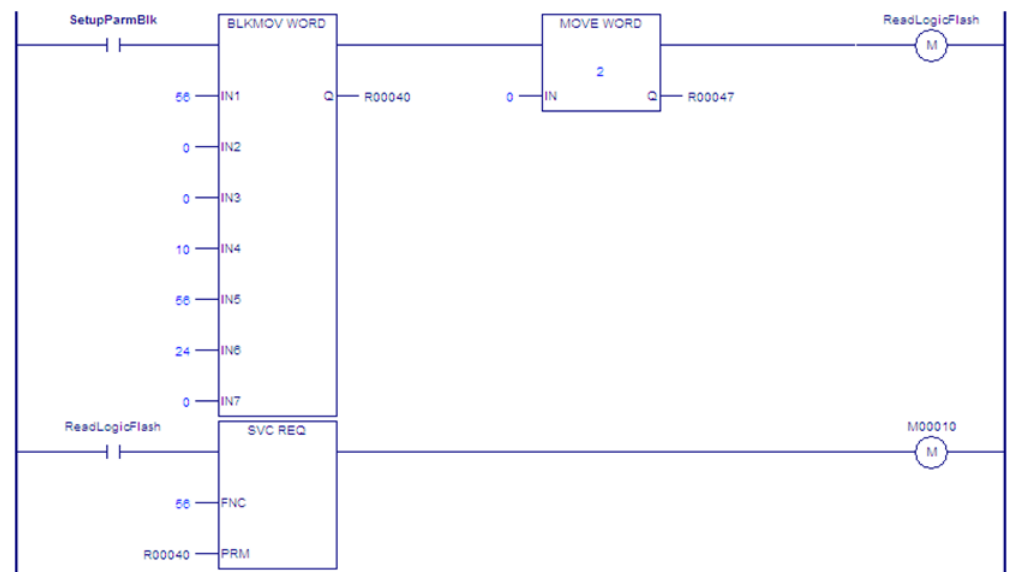 SetupParmBlk BLKMOV WORD MOVE WORD ReadLogicFlash
M
2
56 IN1 Q R00040 0 IN Q R00047
0 IN2
0 IN3
10 IN4
56 IN5
24 IN6
0 IN7
ReadLogicFlash SVC REQ M00010
M
56 FNC
R00040 PRM